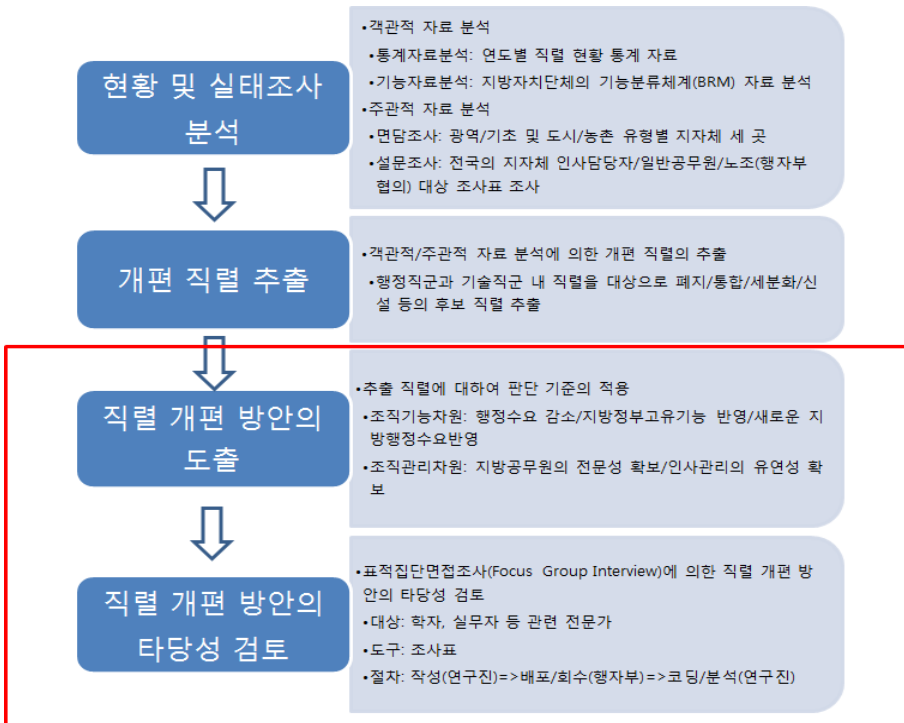 현황 및 실태조사
분석
•객관적 자료 분석
•통계자료분석: 연도별 직렬 현황 통계 자료
•기능자료분석: 지방자치단체의 기능분류체계(BRM) 자료 분석
•주관적 자료 분석
•면담조사: 광역/기초 및 도시/농촌 유형별 지자체 세 곳
•설문조사: 전국의 지자체 인사담당자/일반공무원/노조(행자부
협의) 대상 조사표 조사
개편 직렬 추출
•객관적/주관적 자료 분석에 의한 개편 직렬의 추출
•행정직군과 기술직군 내 직렬을 대상으로 폐지/통합/세분화/신
설 등의 후보 직렬 추출
직렬 개편 방안의
도출
•추출 직렬에 대하여 판단 기준의 적용
•조직기능차원: 행정수요 감소/지방정부고유기능 반영/새로운 지
방행정수요반영
•조직관리차원: 지방공무원의 전문성 확보/인사관리의 유연성 확
보
직렬 개편 방안의
타당성 검토
•표적집단면접조사(Focus Group Interview)에 의한 직렬 개편 방
안의 타당성 검토
•대상: 학자, 실무자 등 관련 전문가
•도구: 조사표
•절차: 작성(연구진)=>배포/회수(행자부)=>코딩/분석(연구진)